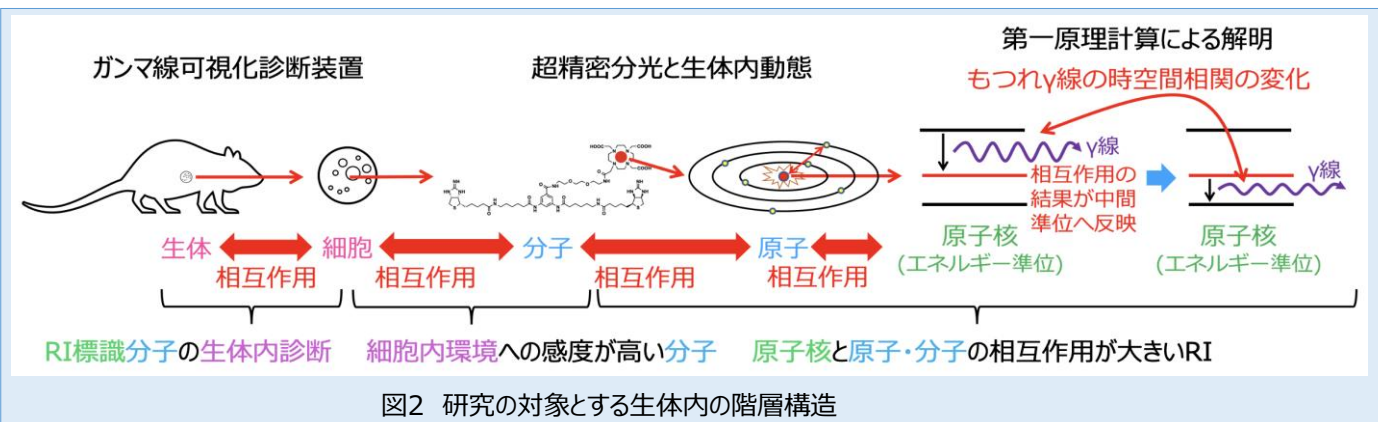 ガンマ線可視化診断装置
超精密分光と生体内動態
第一原理計算による解明
もつれγ線の時空間相関の変化
γ線
相互作用の
結果が中間
準位へ反映
γ線
原子核
(エネルギー準位)
原子核
(エネルギー準位)
HOOC
COOH
HOOC
COOH
生体
相互作用
細胞
相互作用
分子
相互作用
原子
相互作用
RI標識分子の生体内診断
細胞内環境への感度が高い分子
原子核と原子・分子の相互作用が大きいRI
図2 研究の対象とする生体内の階層構造